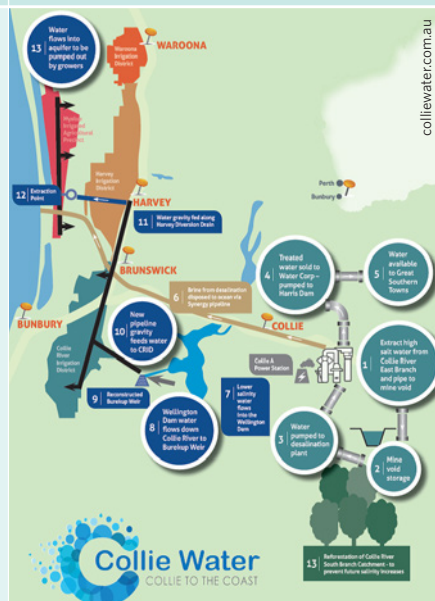 colliewater.com.au
13
Water
flows into
aquifer to be
pumped out
by growers
Waroona
Irrigation
District
WAROONA
Irrigation
Agricultural
Precinct
Harvey
Irrigation
District
Perth
Bunbury
12
Extraction
Point
HARVEY
11
Water gravity fed along
Harvey Diversion Drain
4
Treated
water sold to
Water Corp –
pumped to
Harris Dam
5
Water
available
to Great
Southern
Towns
BRUNSWICK
6
Brine from desalination
disposed to ocean via
Synergy pipeline
BUNBURY
COLLIE
10
New
pipeline
gravity
feeds water
to CRID
Collie
River
Irrigation
District
Collie A
Power Station
1
Extract high
salt water from
Collie River
East Branch
and pipe to
mine void
9
Reconstructed
Burekup Weir
7
Lower
salinity
water
flows
into the
Wellington
Dam
8
Wellington
Dam water
flows down
Collie River to
Burekup Weir
3
Water
pumped to
desalination
plant
2
Mine
void
storage
13
Reforestation of Collie River
South Branch Catchment - to
prevent future salinity increases
Collie Water
COLLIE TO THE COAST